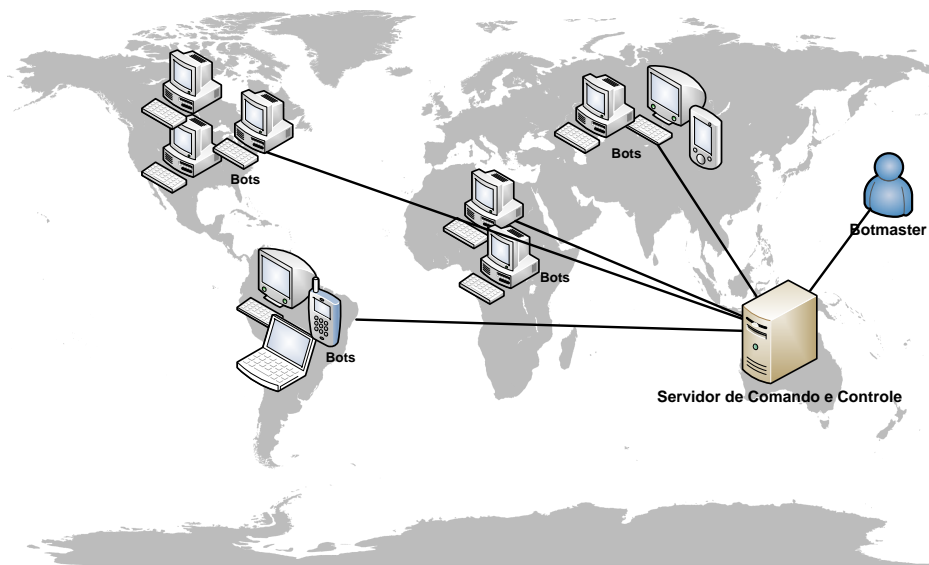 Bots
Bots
Botmaster
Bots
Bots
Servidor de Comando e Controle